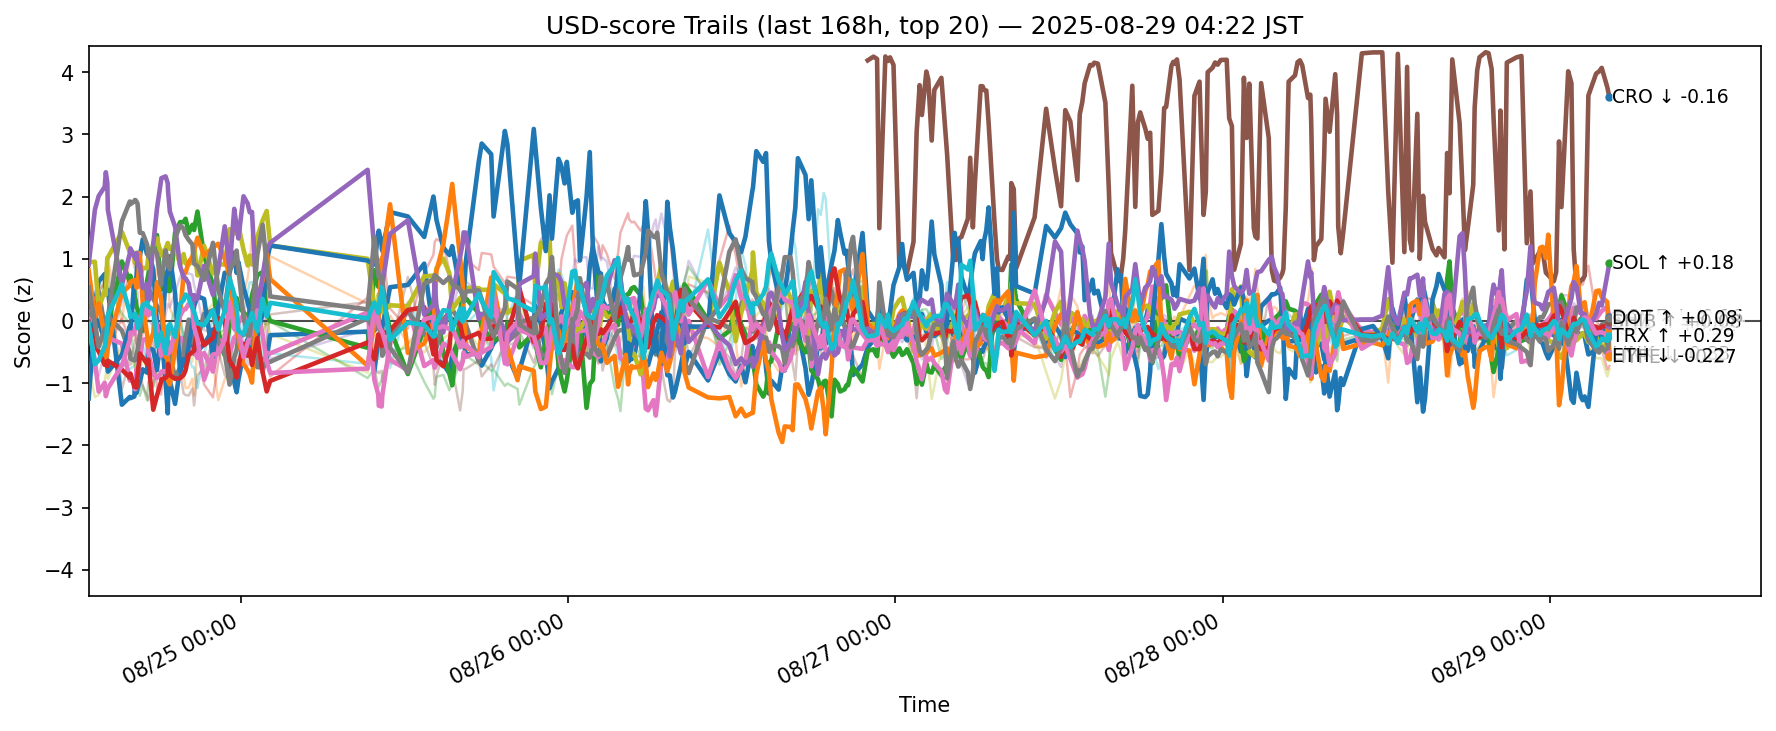 USD-score Trails (last 168h, top 20) — 2025-08-29 04:22 JST
Score (z)
4
3
2
1
0
−1
−2
−3
−4
CRO ↓ -0.16
SOL ↑ +0.18
DOT ↑ +0.08
TRX ↑ +0.29
ETH ↓
08/25 00:00
08/26 00:00
08/27 00:00
08/28 00:00
08/29 00:00
Time